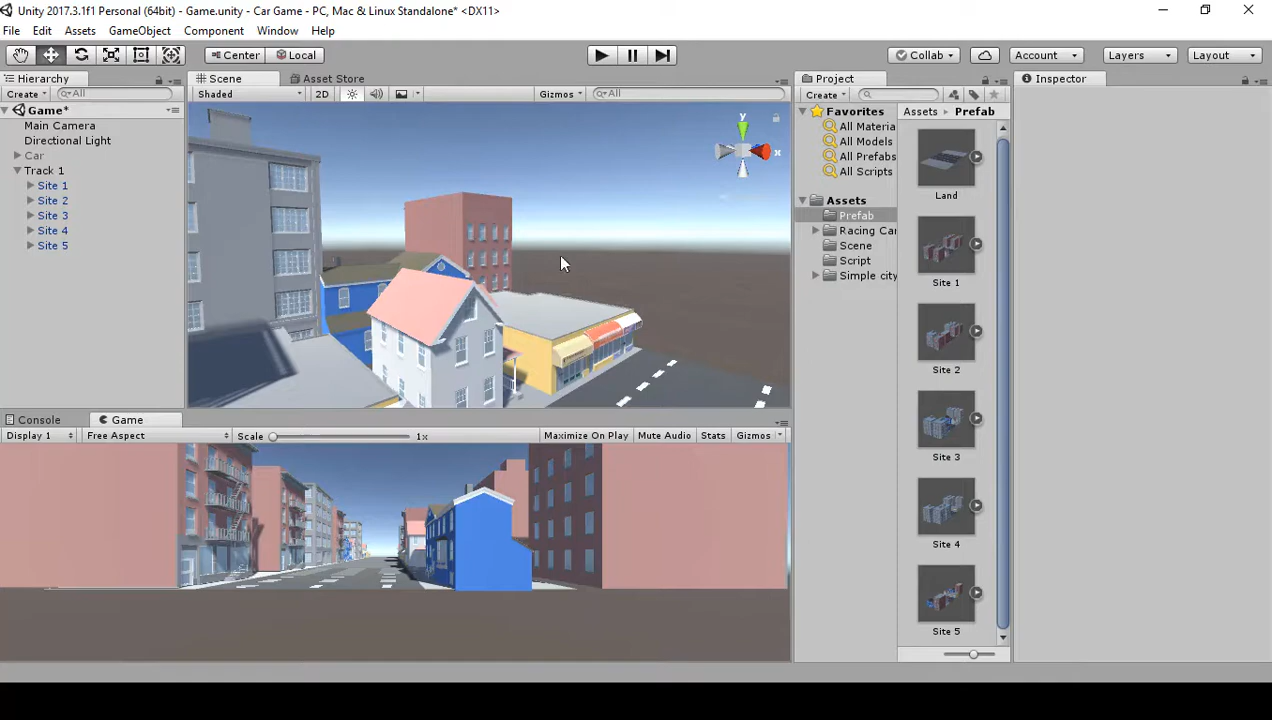 Unity 2017.3.1f1 Personal (64bit) - Game.unity - Car Game - PC, Mac & Linux Standalone* <DX11>
File Edit Assets GameObject Component Window Help
Center Local Collab Account Layers Layout
Hierarchy Scene Asset Store Project Inspector
Create All Shaded 2D Gizmos All Create
Game*
Main Camera
Directional Light
Car
Track 1
Site 1
Site 2
Site 3
Site 4
Site 5
y
x
Favorites
All Materia
All Models
All Prefabs
All Scripts
Assets
Prefab
Racing Car
Scene
Script
Simple city
Assets Prefab
Land
Site 1
Site 2
Site 3
Site 4
Site 5
Console Game
Display 1 Free Aspect Scale 1x Maximize On Play Mute Audio Stats Gizmos